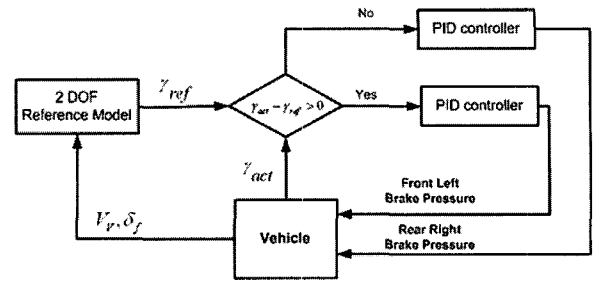 No
PID controller
2 DOF
Reference Model
γref
γact − γref > 0
Yes
PID controller
γact
Front Left
Brake Pressure
Vv, δf
Vehicle
Rear Right
Brake Pressure